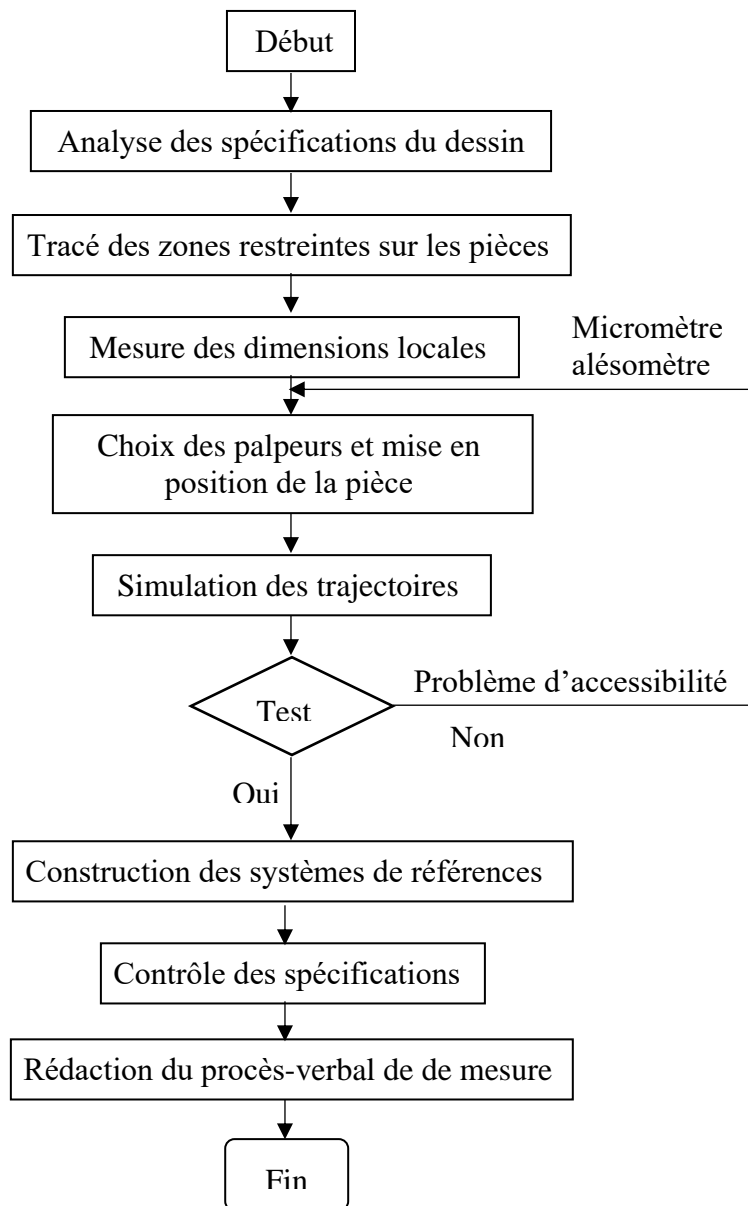 Début
Analyse des spécifications du dessin
Tracé des zones restreintes sur les pièces
Mesure des dimensions locales
Micromètre
alésomètre
Choix des palpeurs et mise en
position de la pièce
Simulation des trajectoires
Test
Problème d’accessibilité
Non
Oui
Construction des systèmes de références
Contrôle des spécifications
Rédaction du procès-verbal de de mesure
Fin